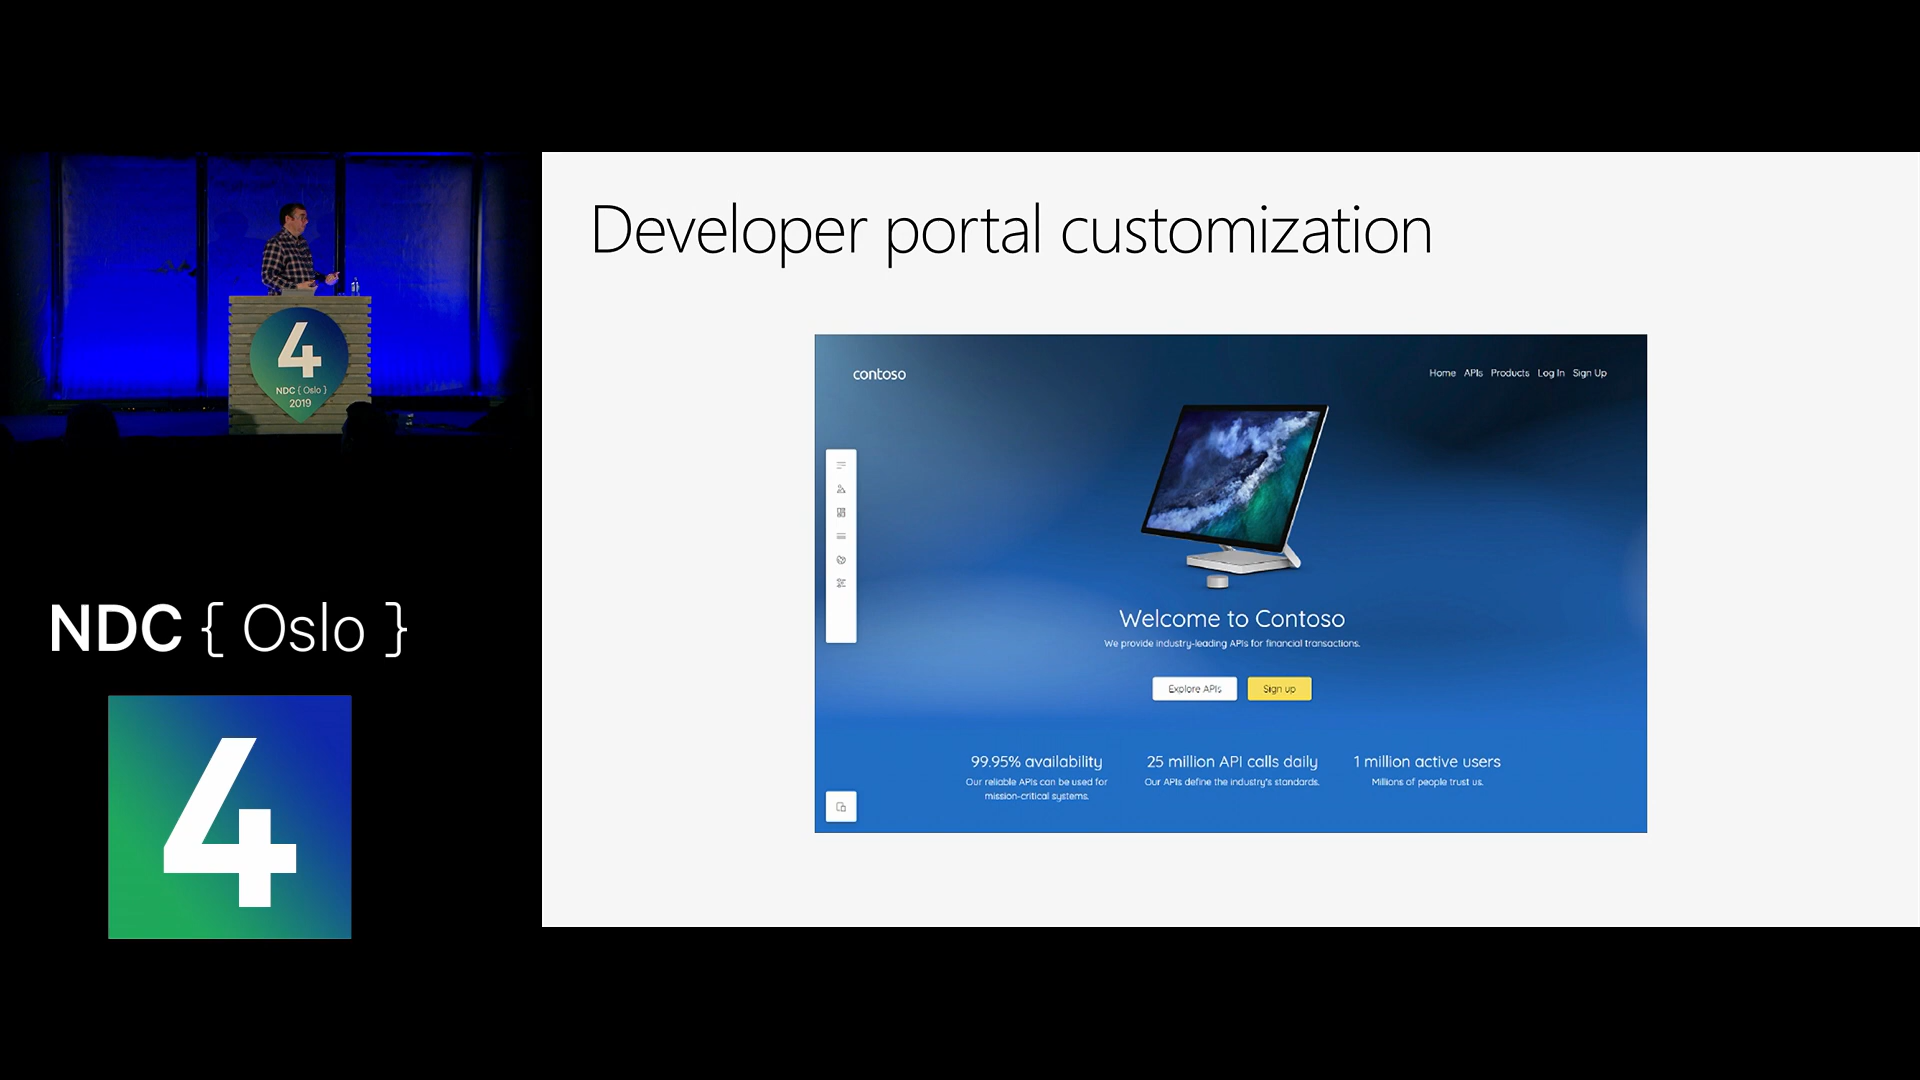 4
NDC { Oslo }
2019
NDC { Oslo }
4
Developer portal customization
contoso
Home APIs Products Log In Sign Up
Welcome to Contoso
We provide industry-leading APIs for financial transactions.
Explore APIs Sign up
99.95% availability
Our reliable APIs can be used for
mission-critical systems.
25 million API calls daily
Our APIs define the industry's standards.
1 million active users
Millions of people trust us.